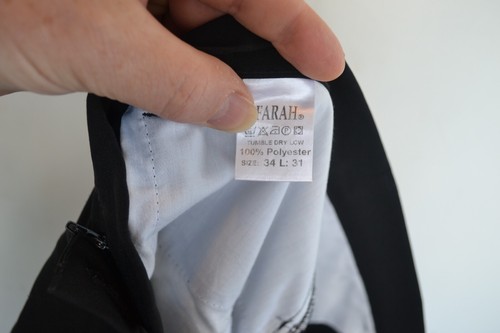 FARAH®
TUMBLE DRY LOW
100% Polyester
SIZE: 34 L: 31